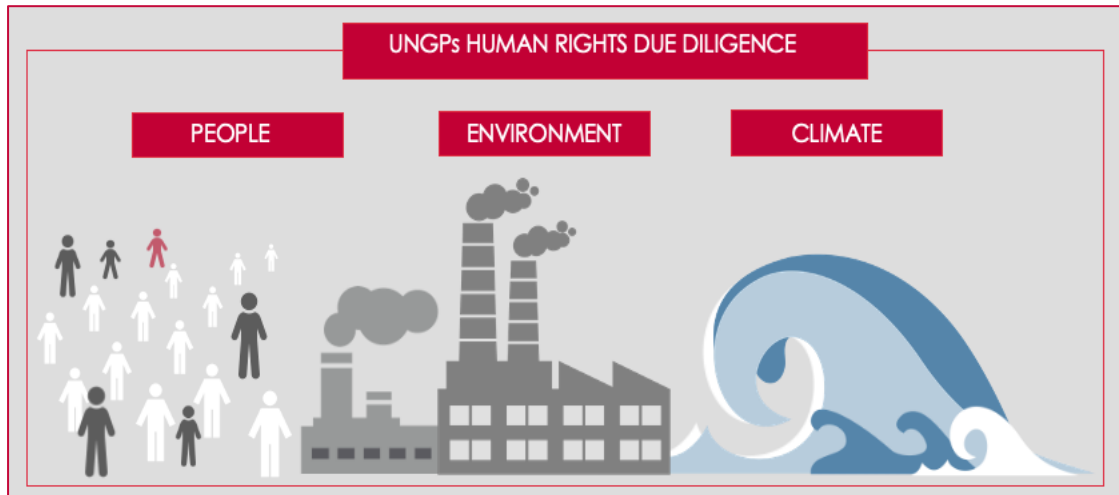 UNGPs HUMAN RIGHTS DUE DILIGENCE
PEOPLE
ENVIRONMENT
CLIMATE